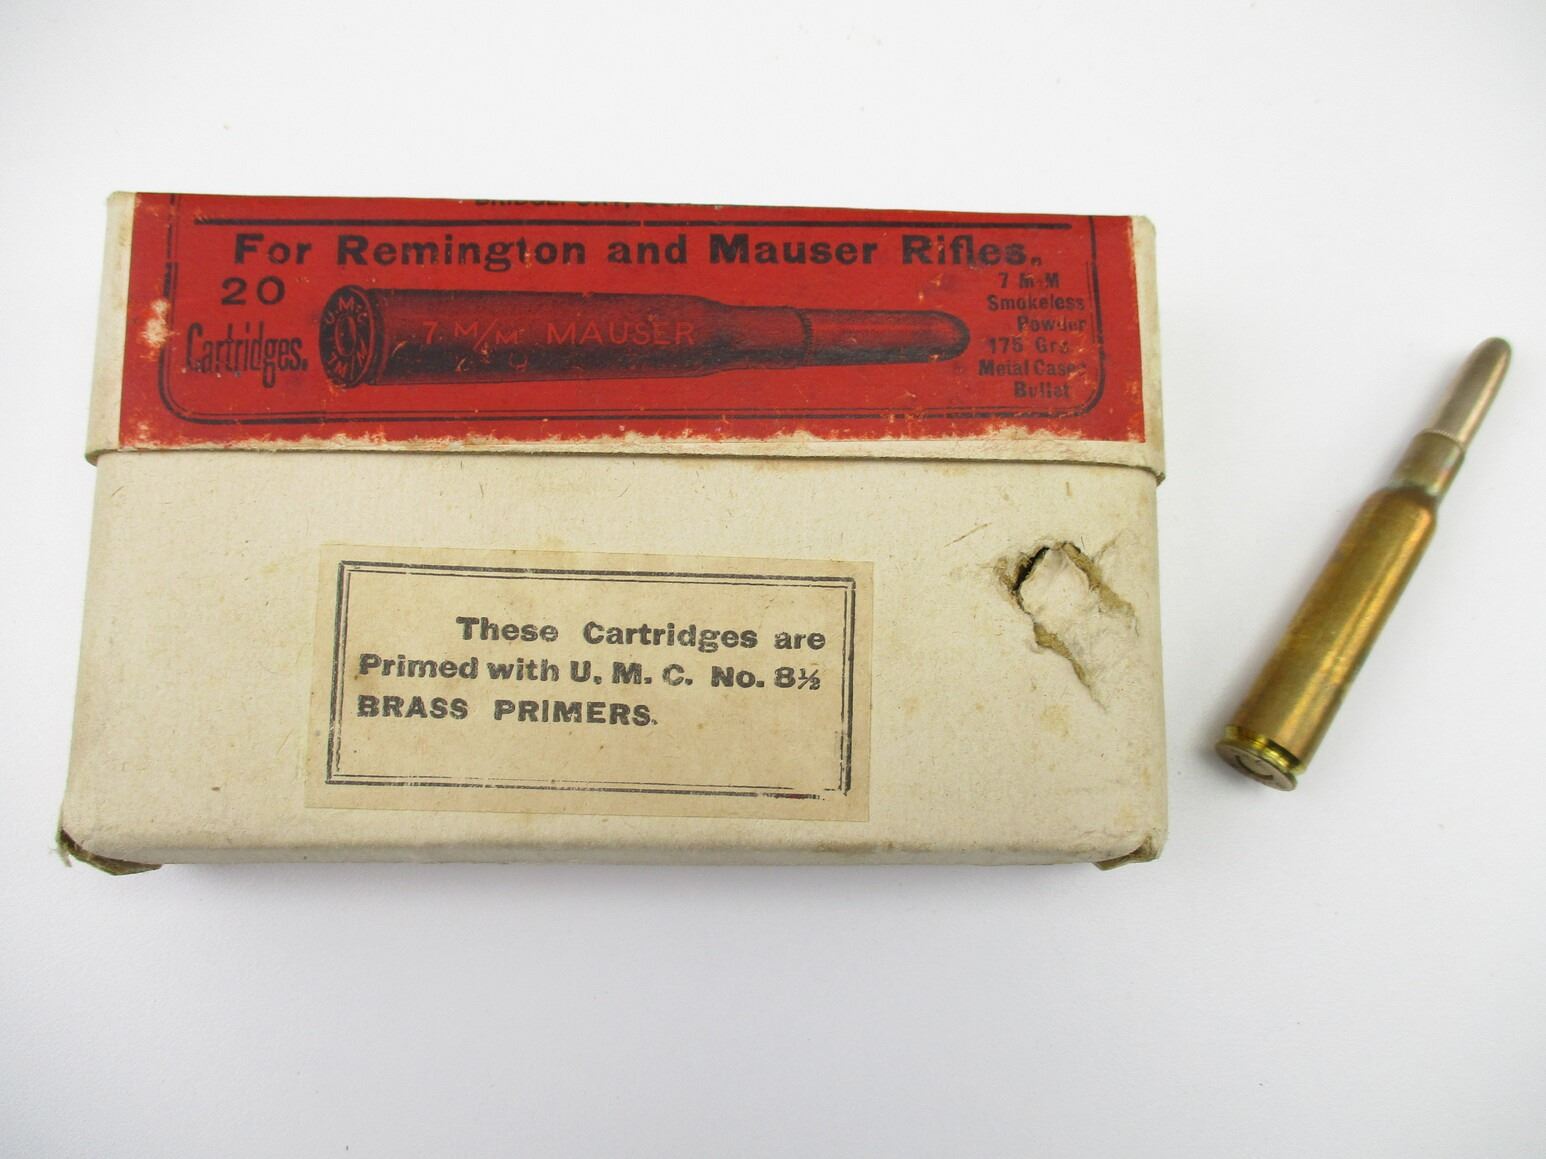 For Remington and Mauser Rifles.
20
Cartridges.
U.M.C.
7 M/M MAUSER
7 M-M
Smokeless
Powder
175 Grs
Metal Cased
Bullet
These Cartridges are
Primed with U. M. C. No. 8½
BRASS PRIMERS.